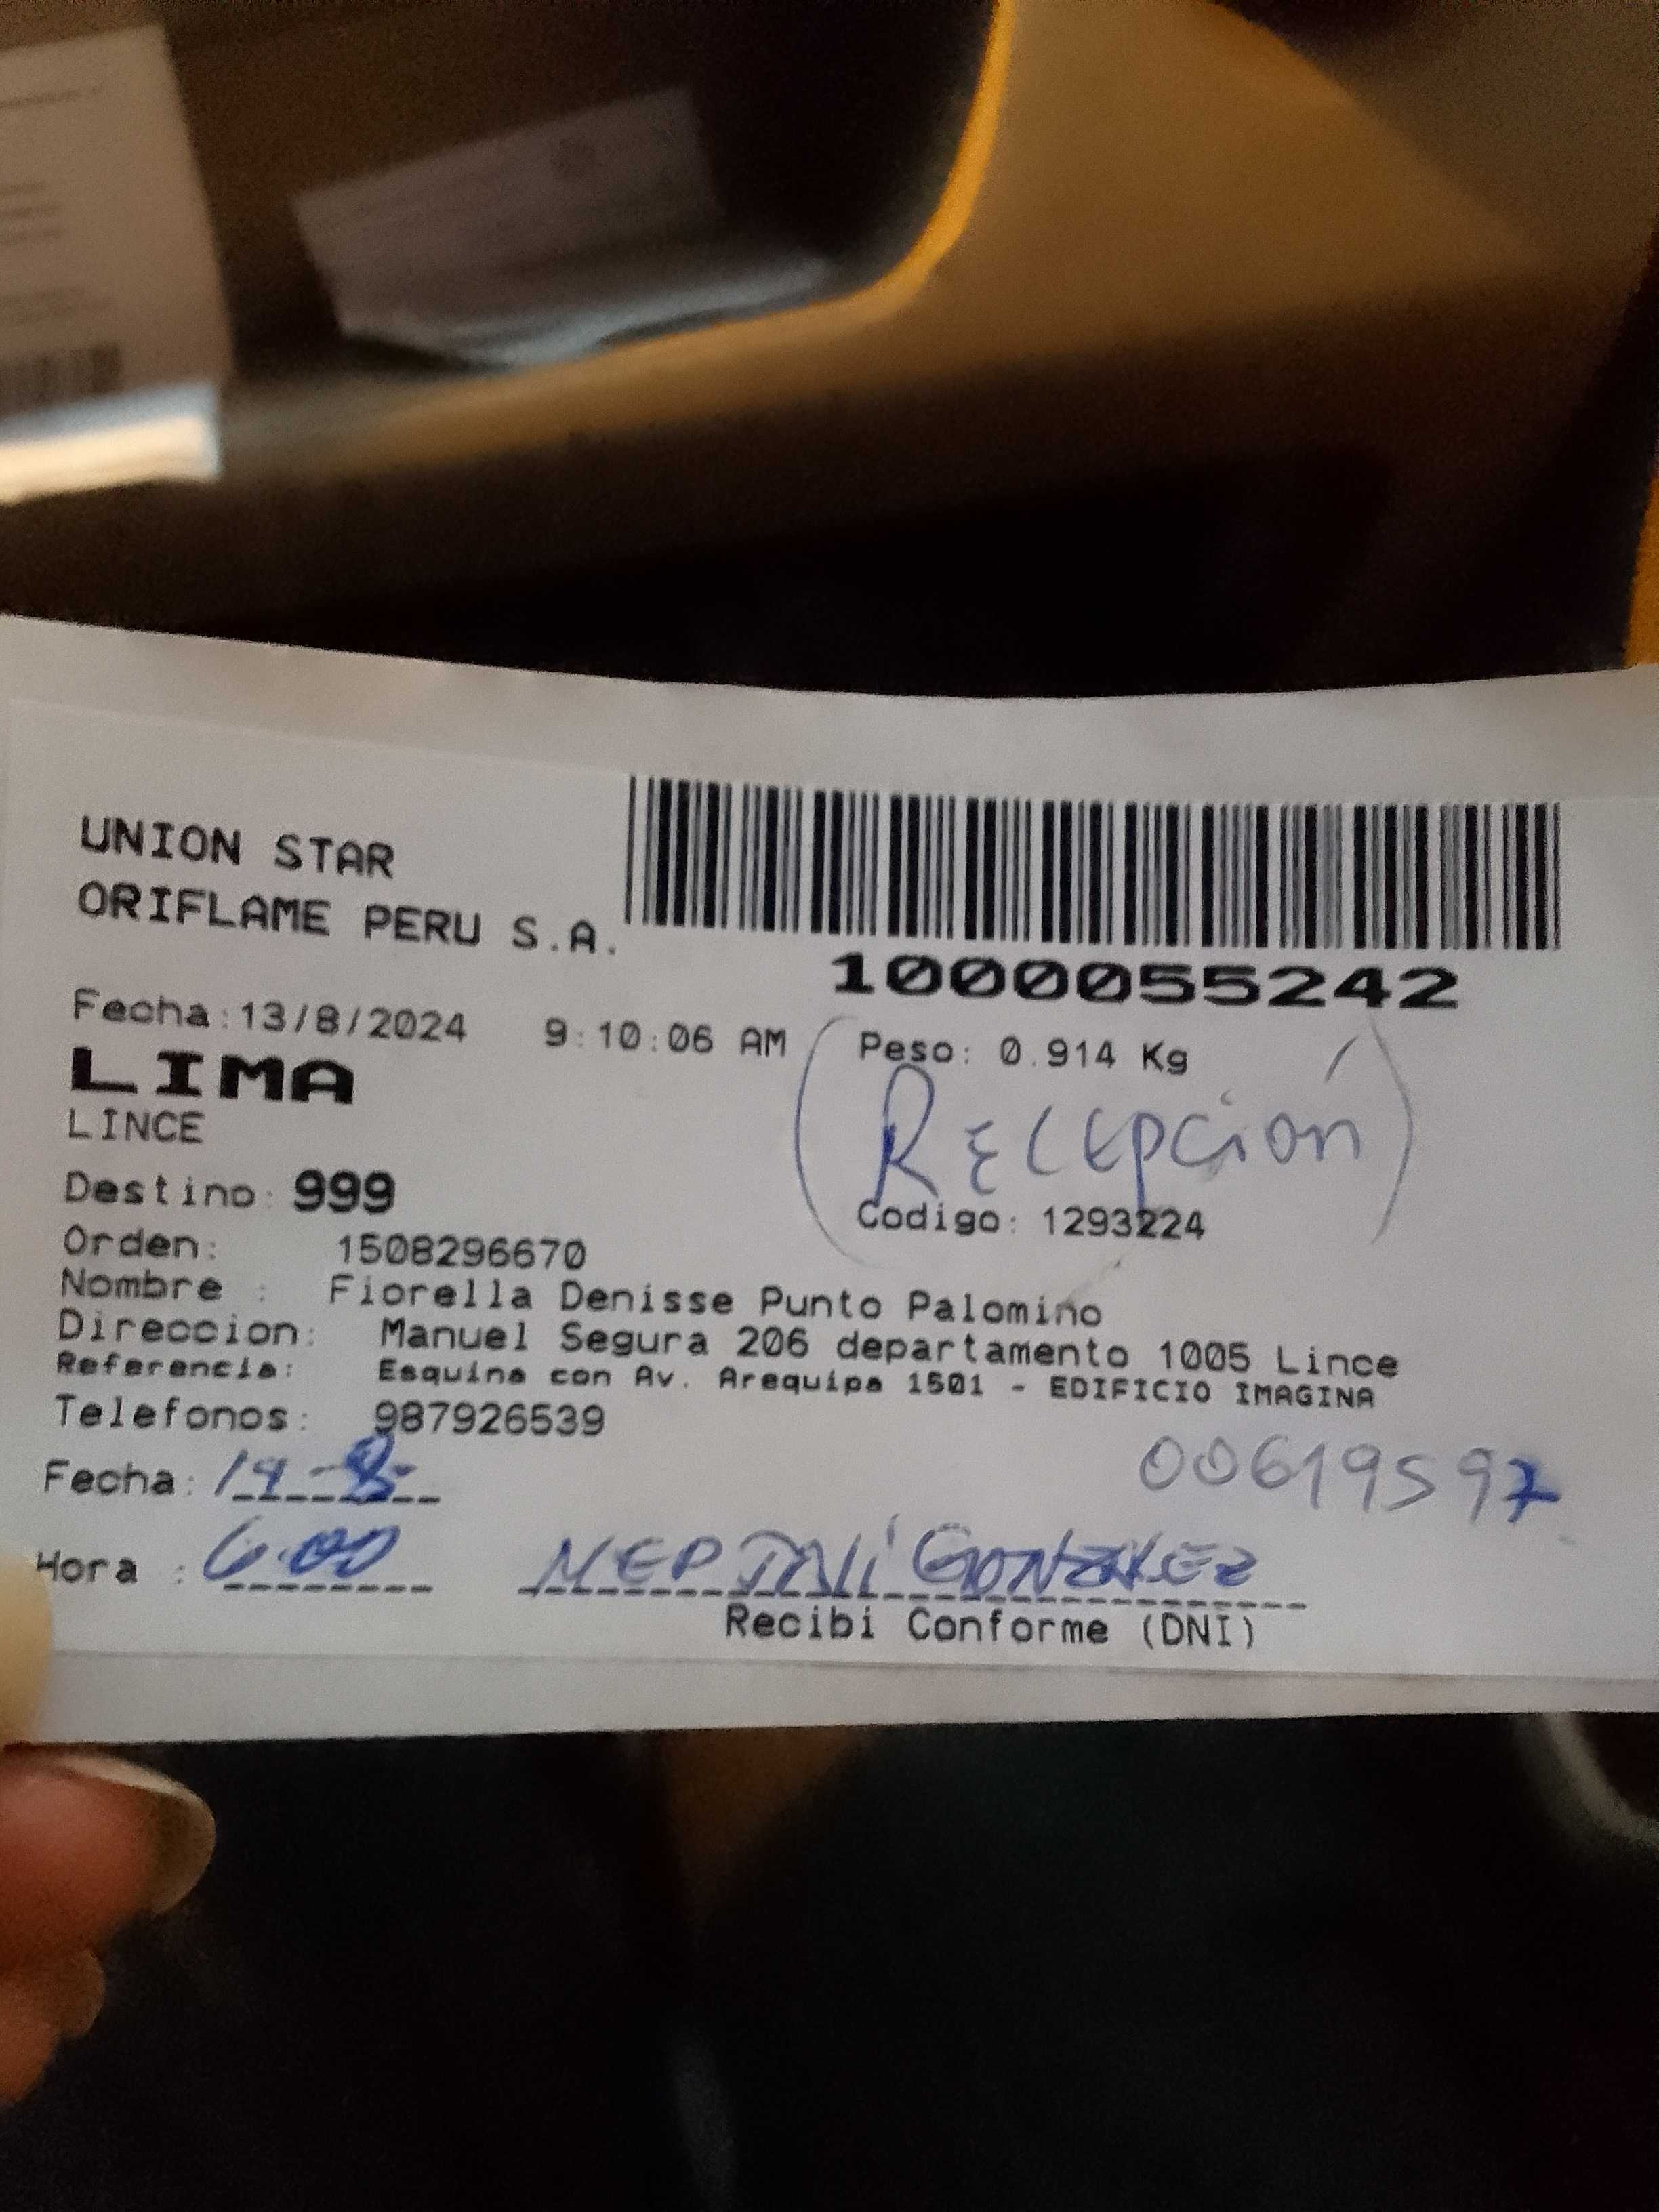 UNION STAR
ORIFLAME PERU S.A.
1000055242
Fecha:13/8/2024 9:10:06 AM Peso: 0.914 Kg
LIMA
(Recepción)
LINCE
Destino: 999
Codigo: 1293224
Orden: 1508296670
Nombre : Fiorella Denisse Punto Palomino
Direccion: Manuel Segura 206 departamento 1005 Lince
Referencia: Esquina con Av. Arequipa 1501 - EDIFICIO IMAGINA
Telefonos: 987926539
00619597
Fecha: 14-8-
Hora : 6:00 NEPTALÍ GONZALEZ
Recibi Conforme (DNI)